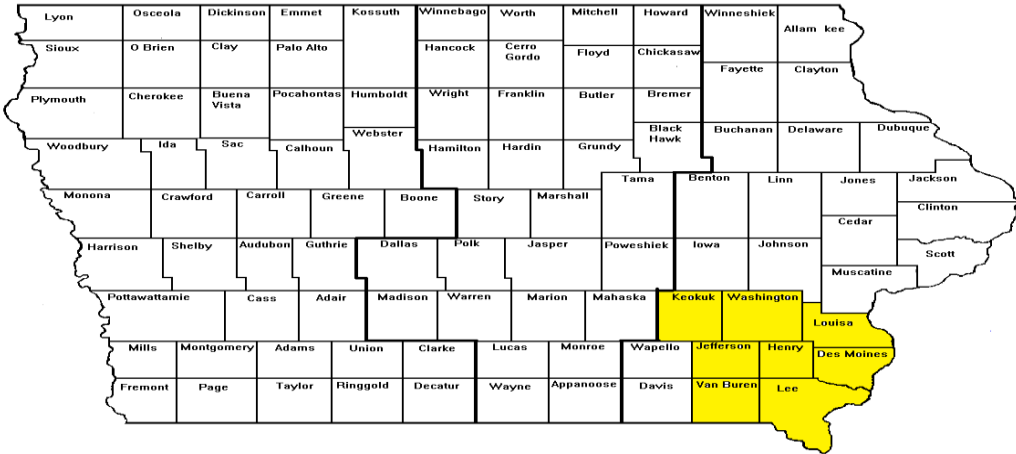 Lyon
Osceola
Dickinson
Emmet
Kossuth
Winnebago
Worth
Mitchell
Howard
Winneshiek
Allam kee
Sioux
O Brien
Clay
Palo Alto
Hancock
Cerro
Gordo
Floyd
Chickasaw
Fayette
Clayton
Plymouth
Cherokee
Buena
Vista
Pocahontas
Humboldt
Wright
Franklin
Butler
Bremer
Webster
Black
Hawk
Buchanan
Delaware
Dubuque
Woodbury
Ida
Sac
Calhoun
Hamilton
Hardin
Grundy
Tama
Benton
Linn
Jones
Jackson
Monona
Crawford
Carroll
Greene
Boone
Story
Marshall
Clinton
Cedar
Harrison
Shelby
Audubon
Guthrie
Dallas
Polk
Jasper
Poweshiek
Iowa
Johnson
Scott
Muscatine
Pottawattamie
Cass
Adair
Madison
Warren
Marion
Mahaska
Keokuk
Washington
Louisa
Mills
Montgomery
Adams
Union
Clarke
Lucas
Monroe
Wapello
Jefferson
Henry
Des Moines
Fremont
Page
Taylor
Ringgold
Decatur
Wayne
Appanoose
Davis
Van Buren
Lee